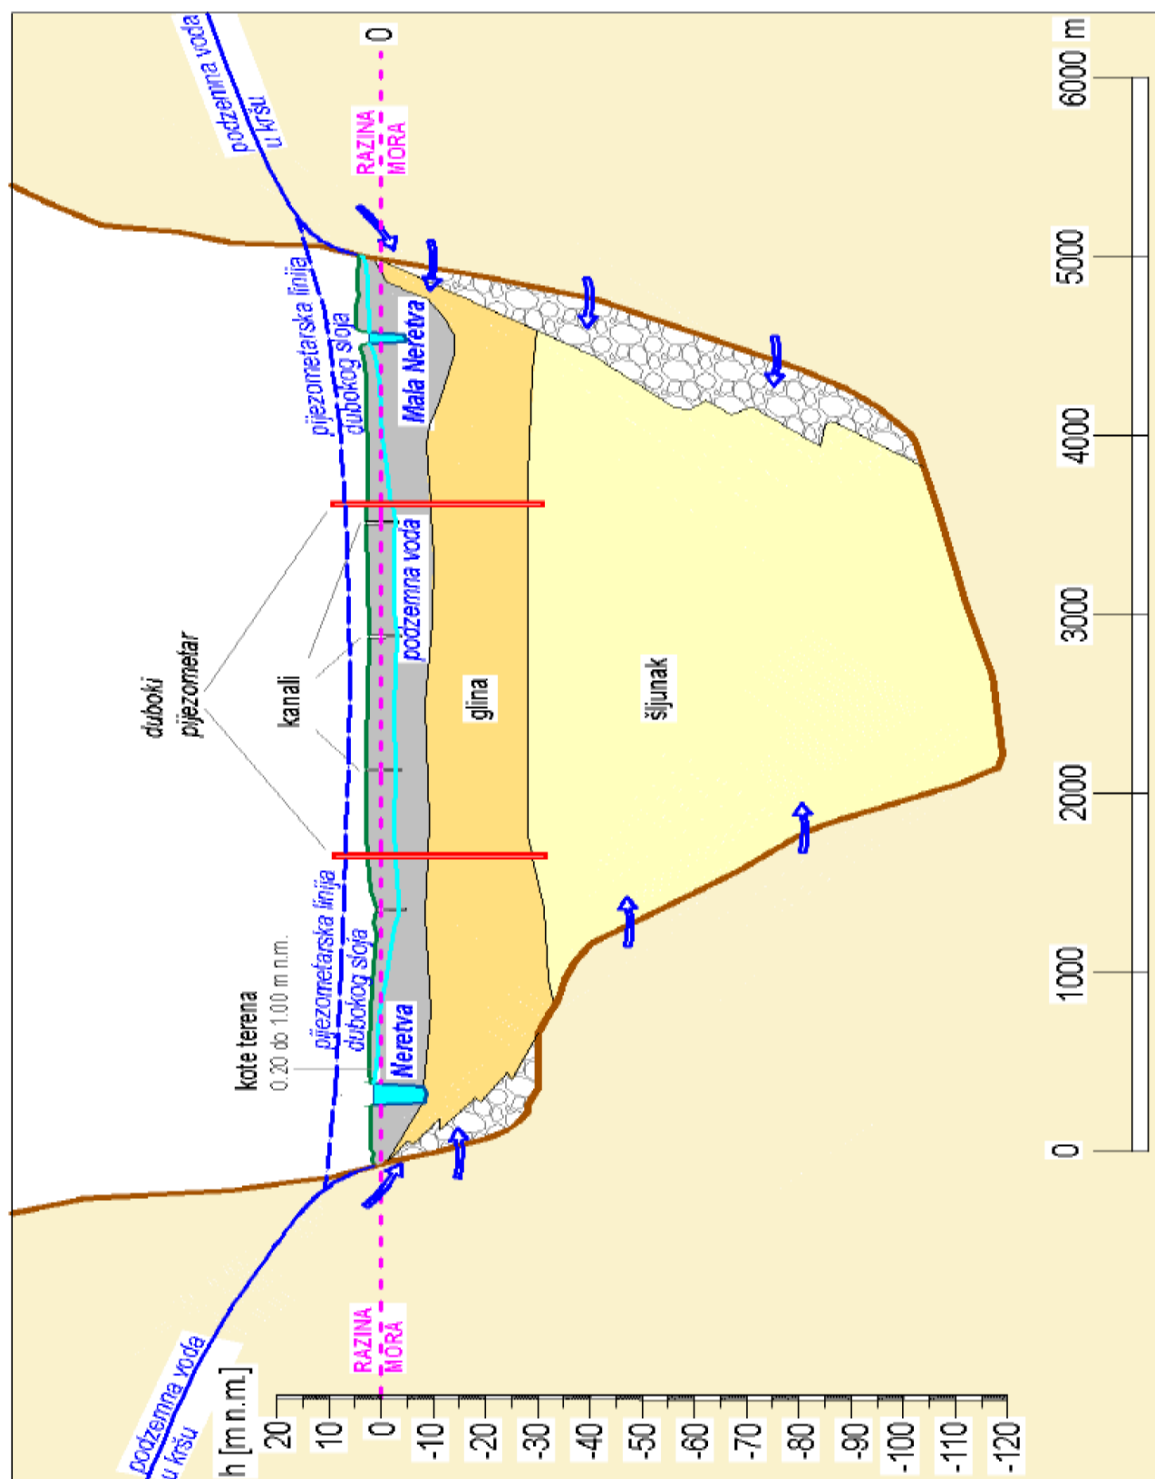 podzemna voda
u kršu
podzemna voda
u kršu
duboki
pijezometar
kote terena
0.20 do 1.00 m n.m.
kanali
pijezometarska linija
dubokog sloja
pijezometarska linija
dubokog sloja
RAZINA
MORA
RAZINA
MORA
0
Neretva
podzemna voda
Mala Neretva
glina
šljunak
h [m n.m.]
20
10
0
-10
-20
-30
-40
-50
-60
-70
-80
-90
-100
-110
-120
0
1000
2000
3000
4000
5000
6000 m